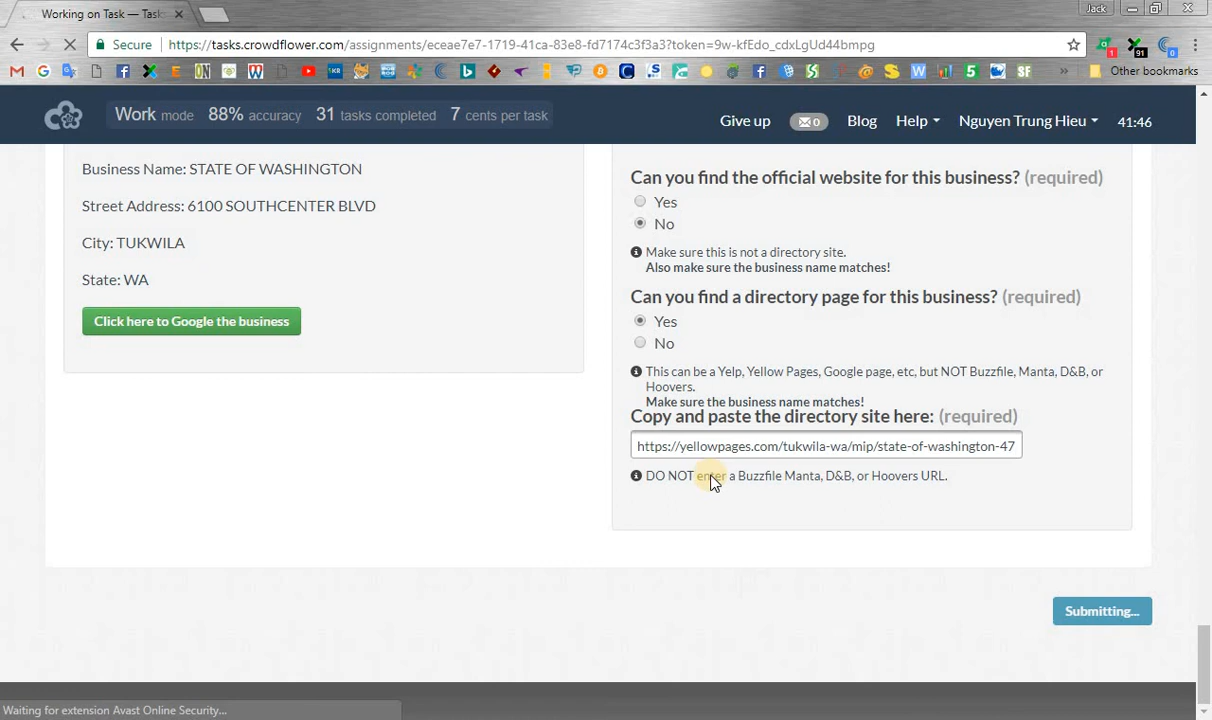 Working on Task — Task
Jack
Secure
https://tasks.crowdflower.com/assignments/eceae7e7-1719-41ca-83e8-fd7174c3f3a3?token=9w-kfEdo_cdxLgUd44bmpg
Other bookmarks
Work mode 88% accuracy 31 tasks completed 7 cents per task
Give up 0 Blog Help Nguyen Trung Hieu 41:46
Business Name: STATE OF WASHINGTON
Street Address: 6100 SOUTHCENTER BLVD
City: TUKWILA
State: WA
Click here to Google the business
Can you find the official website for this business? (required)
Yes
No
Make sure this is not a directory site.
Also make sure the business name matches!
Can you find a directory page for this business? (required)
Yes
No
This can be a Yelp, Yellow Pages, Google page, etc, but NOT Buzzfile, Manta, D&B, or
Hoovers.
Make sure the business name matches!
Copy and paste the directory site here: (required)
https://yellowpages.com/tukwila-wa/mip/state-of-washington-47
DO NOT enter a Buzzfile Manta, D&B, or Hoovers URL.
Submitting...
Waiting for extension Avast Online Security...